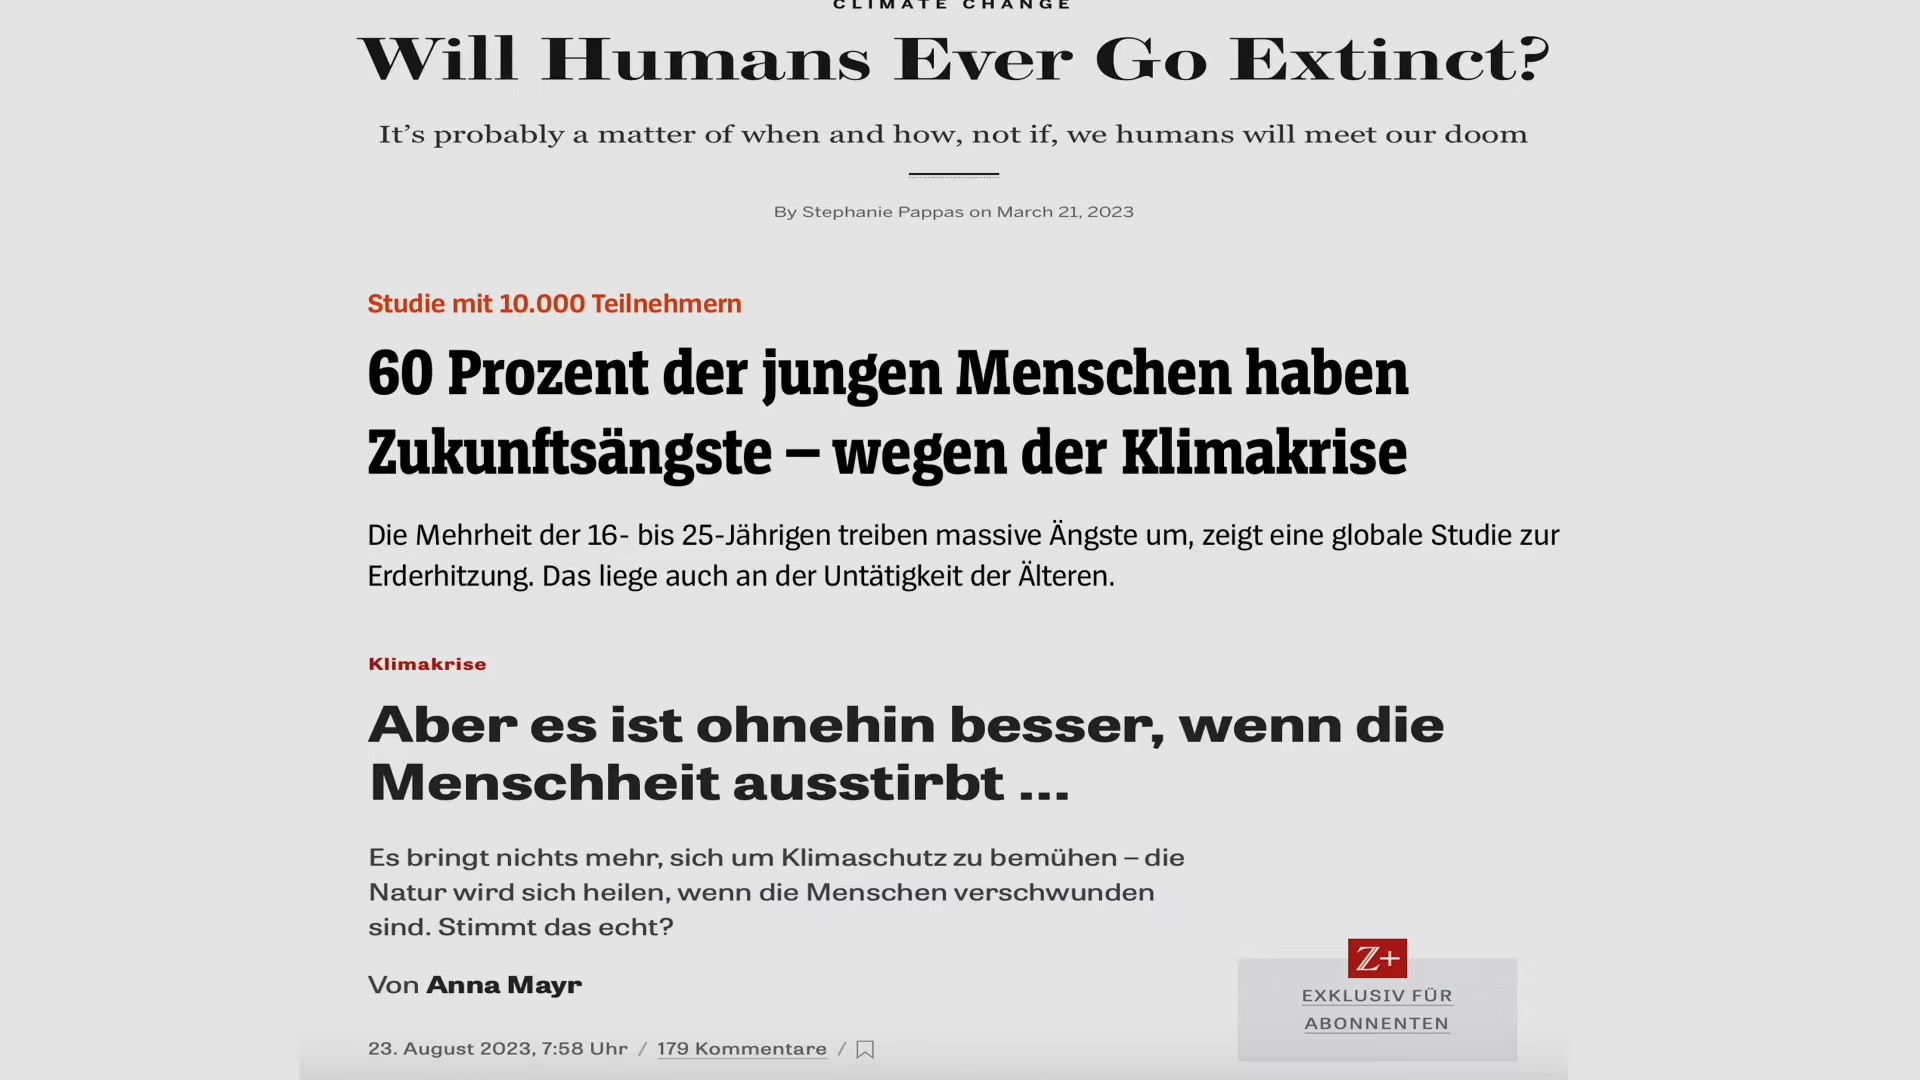 CLIMATE CHANGE
Will Humans Ever Go Extinct?
It's probably a matter of when and how, not if, we humans will meet our doom
By Stephanie Pappas on March 21, 2023
Studie mit 10.000 Teilnehmern
60 Prozent der jungen Menschen haben
Zukunftsängste – wegen der Klimakrise
Die Mehrheit der 16- bis 25-Jährigen treiben massive Ängste um, zeigt eine globale Studie zur
Erderhitzung. Das liege auch an der Untätigkeit der Älteren.
Klimakrise
Aber es ist ohnehin besser, wenn die
Menschheit ausstirbt ...
Es bringt nichts mehr, sich um Klimaschutz zu bemühen – die
Natur wird sich heilen, wenn die Menschen verschwunden
sind. Stimmt das echt?
Von Anna Mayr
23. August 2023, 7:58 Uhr / 179 Kommentare /
Z+
EXKLUSIV FÜR
ABONNENTEN